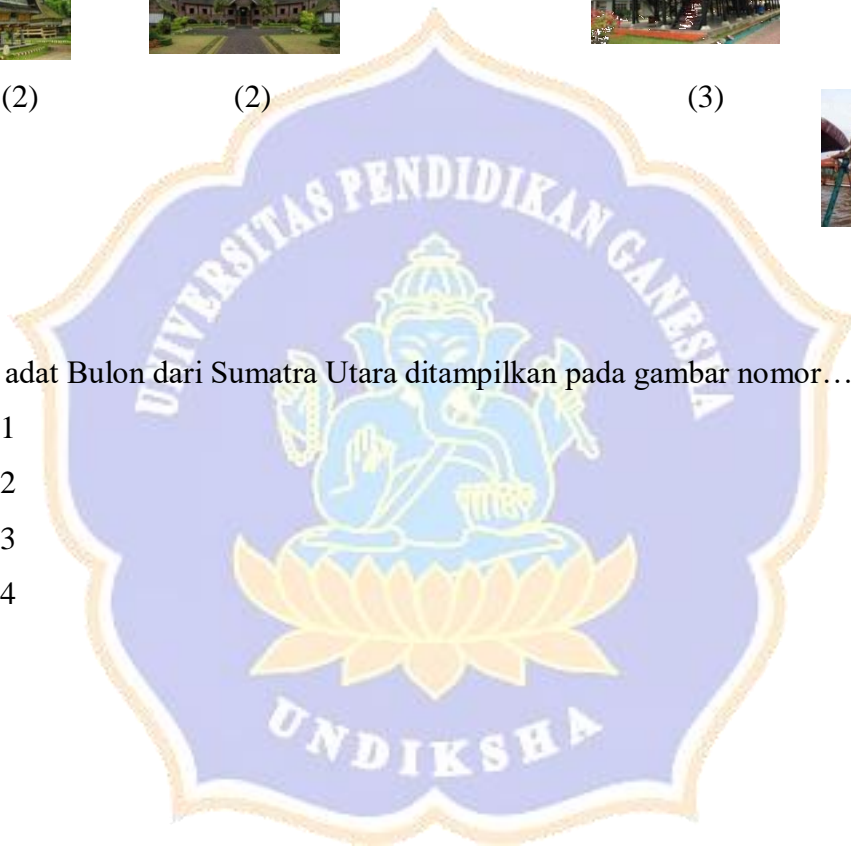 (2) (2) (3)
UNIVERSITAS PENDIDIKAN GANESHA
adat Bulon dari Sumatra Utara ditampilkan pada gambar nomor…
1
2
3
4
UNDIKSHA